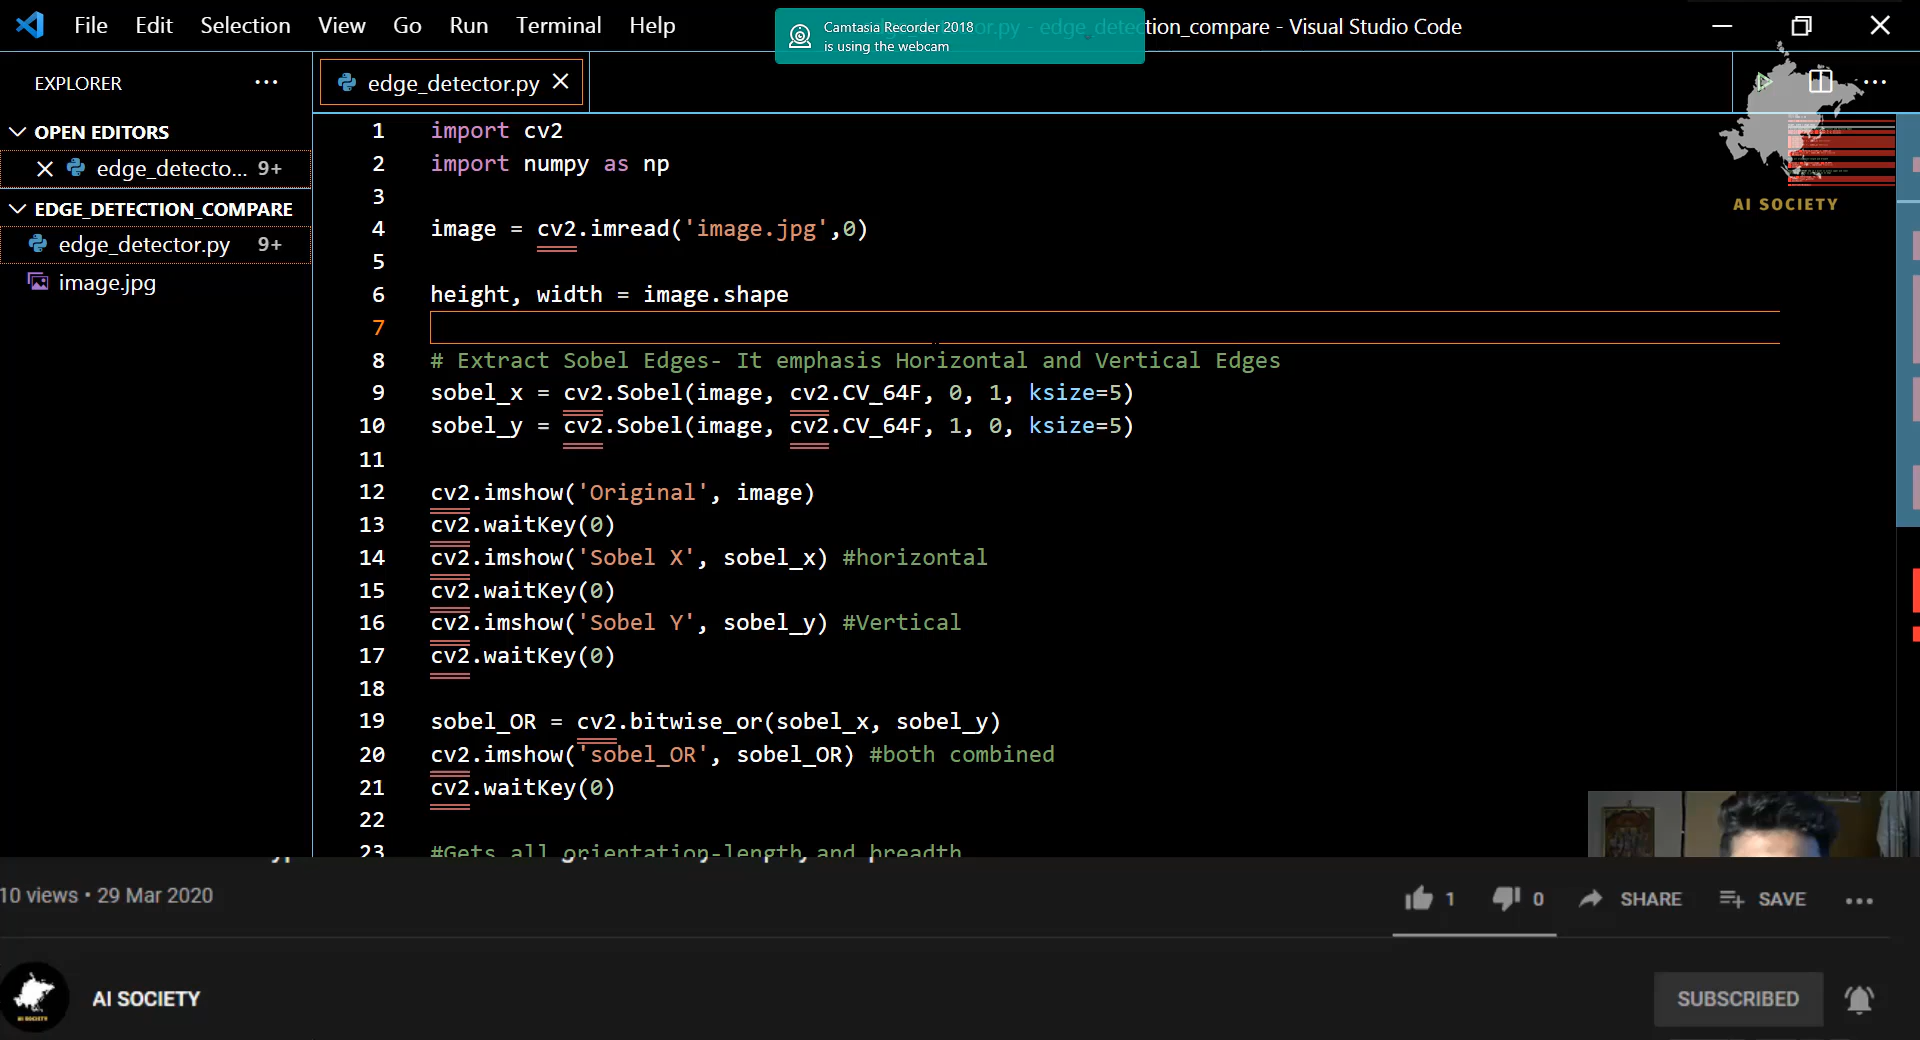 File Edit Selection View Go Run Terminal Help
Camtasia Recorder 2018
is using the webcam
or.py - edge_detection_compare - Visual Studio Code
EXPLORER
edge_detector.py
OPEN EDITORS
edge_detecto... 9+
EDGE_DETECTION_COMPARE
edge_detector.py 9+
image.jpg
AI SOCIETY
1 import cv2
2 import numpy as np
3
4 image = cv2.imread('image.jpg',0)
5
6 height, width = image.shape
7
8 # Extract Sobel Edges- It emphasis Horizontal and Vertical Edges
9 sobel_x = cv2.Sobel(image, cv2.CV_64F, 0, 1, ksize=5)
10 sobel_y = cv2.Sobel(image, cv2.CV_64F, 1, 0, ksize=5)
11
12 cv2.imshow('Original', image)
13 cv2.waitKey(0)
14 cv2.imshow('Sobel X', sobel_x) #horizontal
15 cv2.waitKey(0)
16 cv2.imshow('Sobel Y', sobel_y) #Vertical
17 cv2.waitKey(0)
18
19 sobel_OR = cv2.bitwise_or(sobel_x, sobel_y)
20 cv2.imshow('sobel_OR', sobel_OR) #both combined
21 cv2.waitKey(0)
22
23 #Gets all orientation-length and breadth
10 views • 29 Mar 2020
1 0 SHARE SAVE
AI SOCIETY
AI SOCIETY
SUBSCRIBED